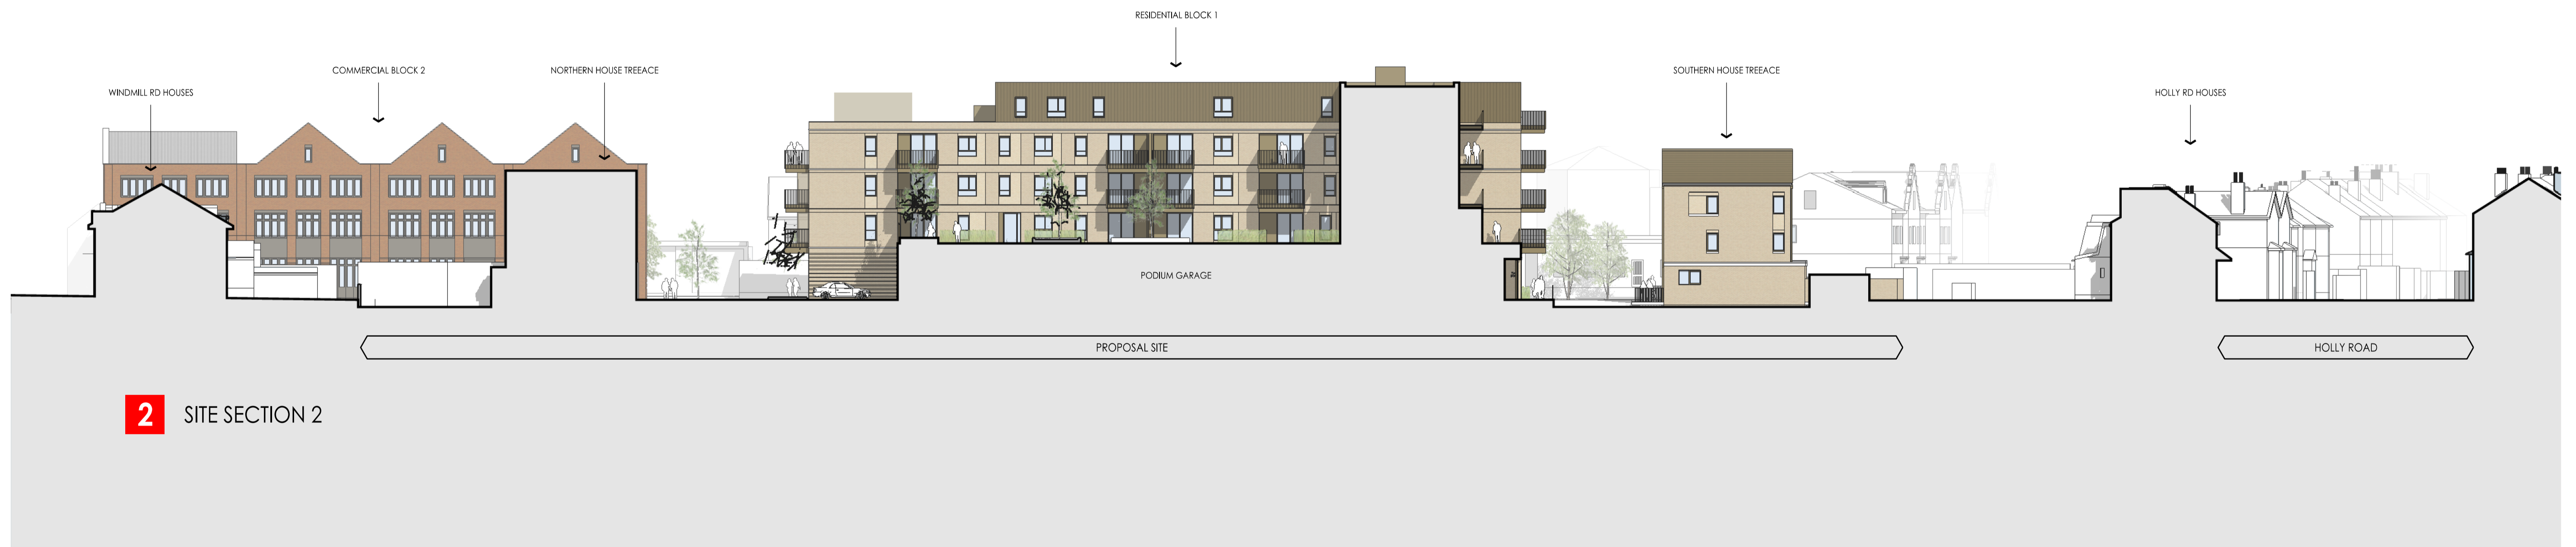 RESIDENTIAL BLOCK 1
COMMERCIAL BLOCK 2
NORTHERN HOUSE TREEACE
SOUTHERN HOUSE TREEACE
WINDMILL RD HOUSES
HOLLY RD HOUSES
PODIUM GARAGE
PROPOSAL SITE
HOLLY ROAD
2 SITE SECTION 2